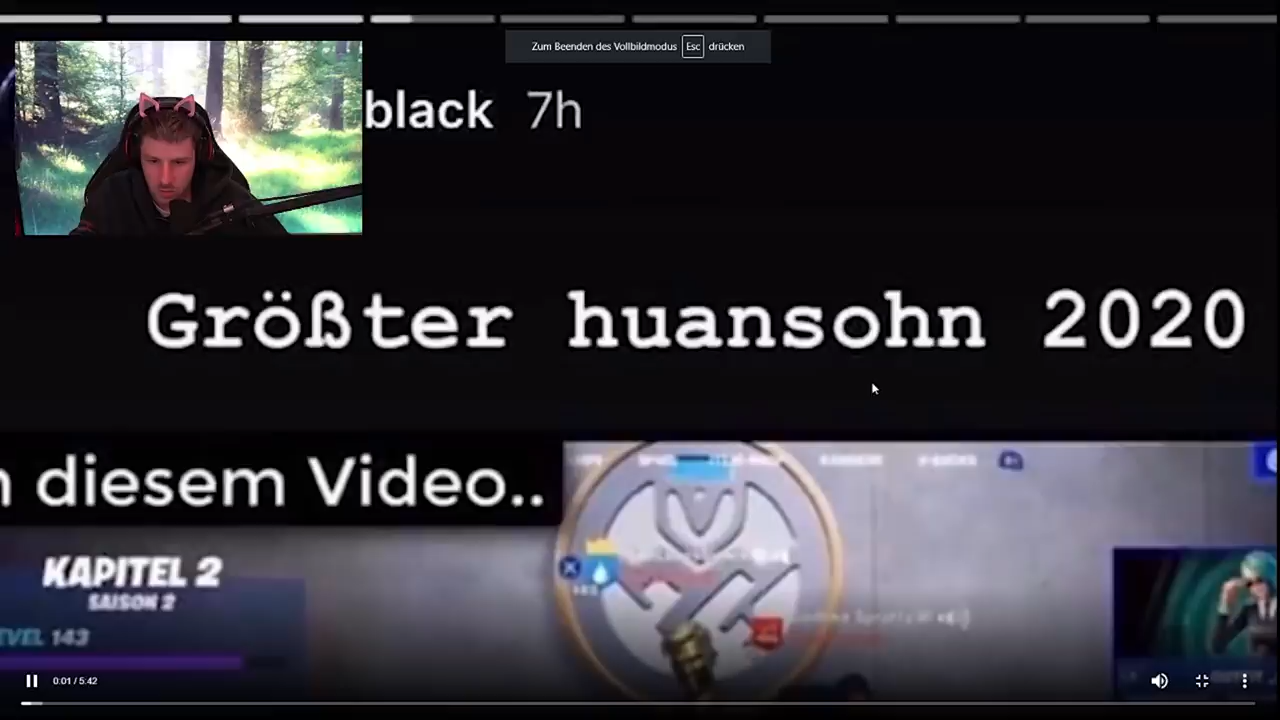 Zum Beenden des Vollbildmodus Esc drücken
black 7h
Größter huansohn 2020
diesem Video..
KAPITEL 2
SAISON 2
EVEL 143
0:01 / 5:42